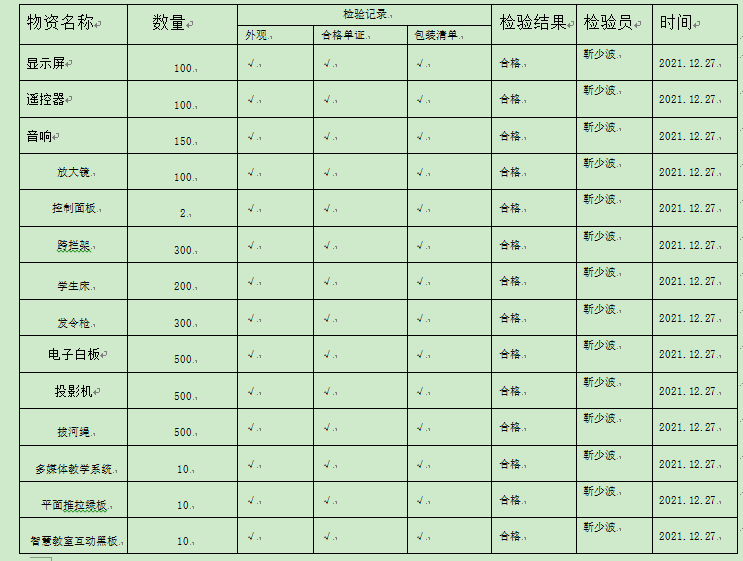 物资名称 数量 检验记录 检验结果 检验员 时间
外观 合格单证 包装清单
显示屏 100 √ √ √ 合格 靳少波 2021.12.27
遥控器 100 √ √ √ 合格 靳少波 2021.12.27
音响 150 √ √ √ 合格 靳少波 2021.12.27
放大镜 100 √ √ √ 合格 靳少波 2021.12.27
控制面板 2 √ √ √ 合格 靳少波 2021.12.27
跨拦架 300 √ √ √ 合格 靳少波 2021.12.27
学生床 200 √ √ √ 合格 靳少波 2021.12.27
发令枪 300 √ √ √ 合格 靳少波 2021.12.27
电子白板 500 √ √ √ 合格 靳少波 2021.12.27
投影机 500 √ √ √ 合格 靳少波 2021.12.27
拔河绳 500 √ √ √ 合格 靳少波 2021.12.27
多媒体教学系统 10 √ √ √ 合格 靳少波 2021.12.27
平面推拉绿板 10 √ √ √ 合格 靳少波 2021.12.27
智慧教室互动黑板 10 √ √ √ 合格 靳少波 2021.12.27